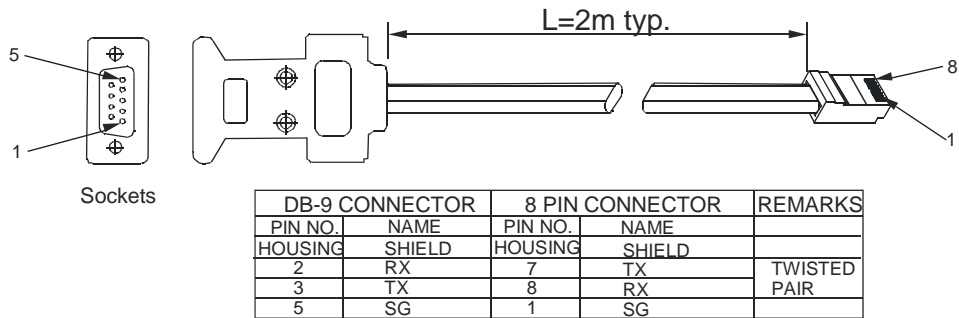 L=2m typ.
5
8
1
1
Sockets
DB-9 CONNECTOR 8 PIN CONNECTOR REMARKS
PIN NO. NAME PIN NO. NAME
HOUSING SHIELD HOUSING SHIELD
2 RX 7 TX TWISTED
3 TX 8 RX PAIR
5 SG 1 SG